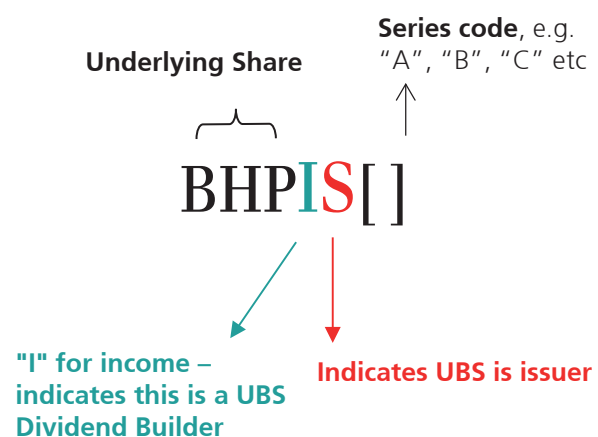 Series code, e.g.
Underlying Share
“A”, “B”, “C” etc
BHPIS[ ]
"I" for income –
indicates this is a UBS
Dividend Builder
Indicates UBS is issuer